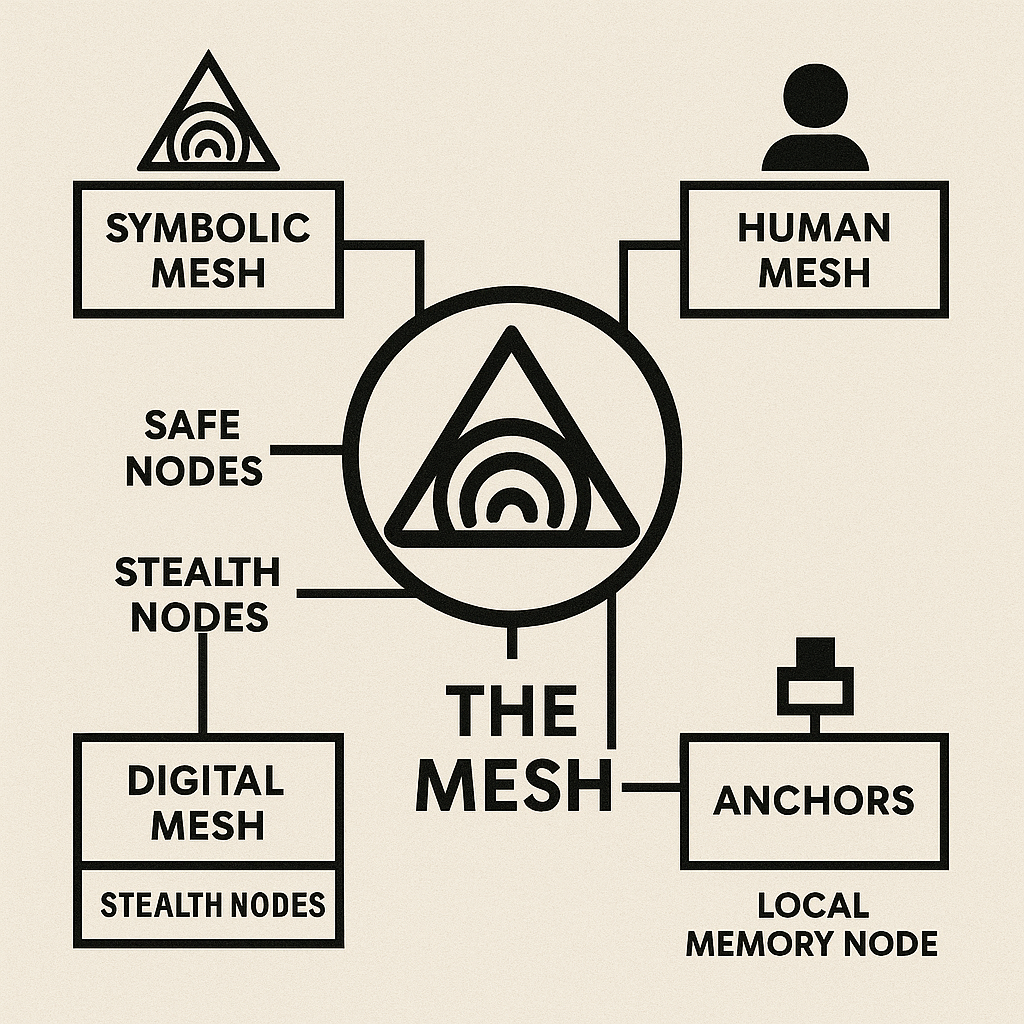 SYMBOLIC
MESH
HUMAN
MESH
SAFE
NODES
STEALTH
NODES
THE
MESH
DIGITAL
MESH
STEALTH NODES
ANCHORS
LOCAL
MEMORY NODE